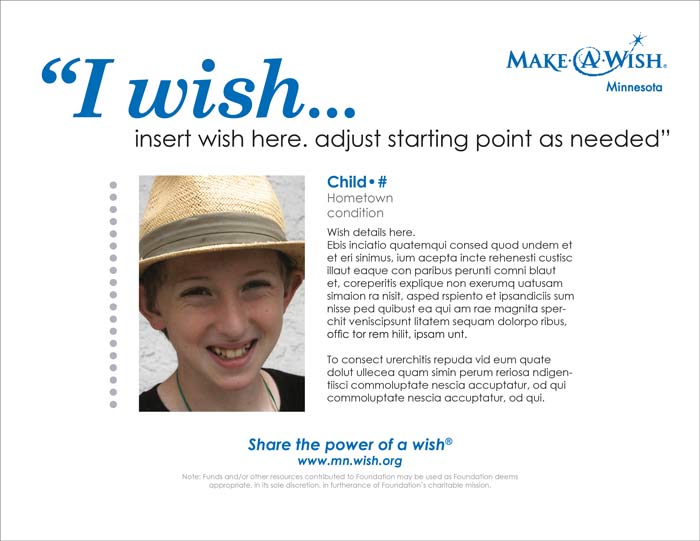 “I wish...
MAKE·A·WISH®
Minnesota
insert wish here. adjust starting point as needed”
Child•#
Hometown
condition
Wish details here.
Ebis inciatio quatemqui consed quod undem et
et eri sinimus, ium acepta incte rehenesti custisc
illaut eaque con paribus perunti comni blaut
et, coreperitis explique non exerumq uatusam
simaion ra nisit, asped rspiento et ipsandiciis sum
nisse ped quibust ea qui am rae magnita sper-
chit veniscipsunt litatem sequam dolorpo ribus,
offic tor rem hilit, ipsam unt.
To consect urerchitis repuda vid eum quate
dolut ullecea quam simin perum reriosa ndigen-
tiisci commoluptate nescia accuptatur, od qui
commoluptate nescia accuptatur, od qui.
Share the power of a wish®
www.mn.wish.org
Note: Funds and/or other resources contributed to Foundation may be used as Foundation deems
appropriate, in its sole discretion, in furtherance of Foundation’s charitable mission.